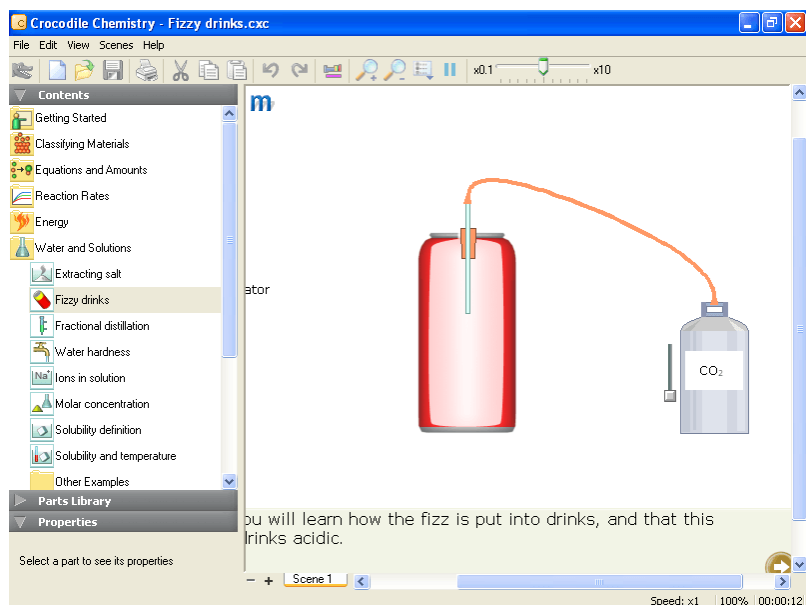 Crocodile Chemistry - Fizzy drinks.cxc
File Edit View Scenes Help
x0.1 x10
Contents
Getting Started
Classifying Materials
Equations and Amounts
Reaction Rates
Energy
Water and Solutions
Extracting salt
Fizzy drinks
Fractional distillation
Water hardness
Na+ Ions in solution
Molar concentration
Solubility definition
Solubility and temperature
Other Examples
Parts Library
Properties
Select a part to see its properties
m
ator
CO₂
ou will learn how the fizz is put into drinks, and that this
drinks acidic.
Scene 1
Speed: x1 100% 00:00:12